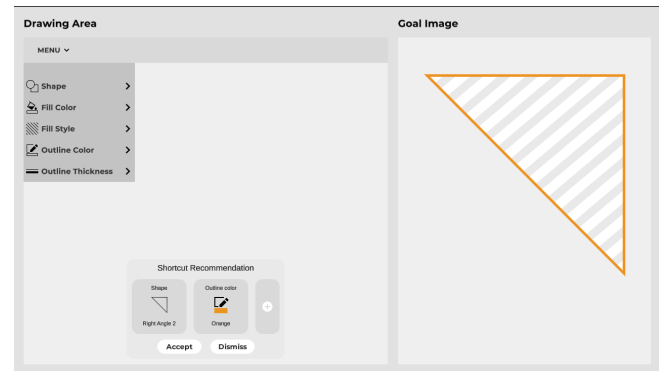 Drawing Area
Goal Image
MENU
Shape
Fill Color
Fill Style
Outline Color
Outline Thickness
Shortcut Recommendation
Shape
Outline color
Right Angle 2
Orange
Accept
Dismiss